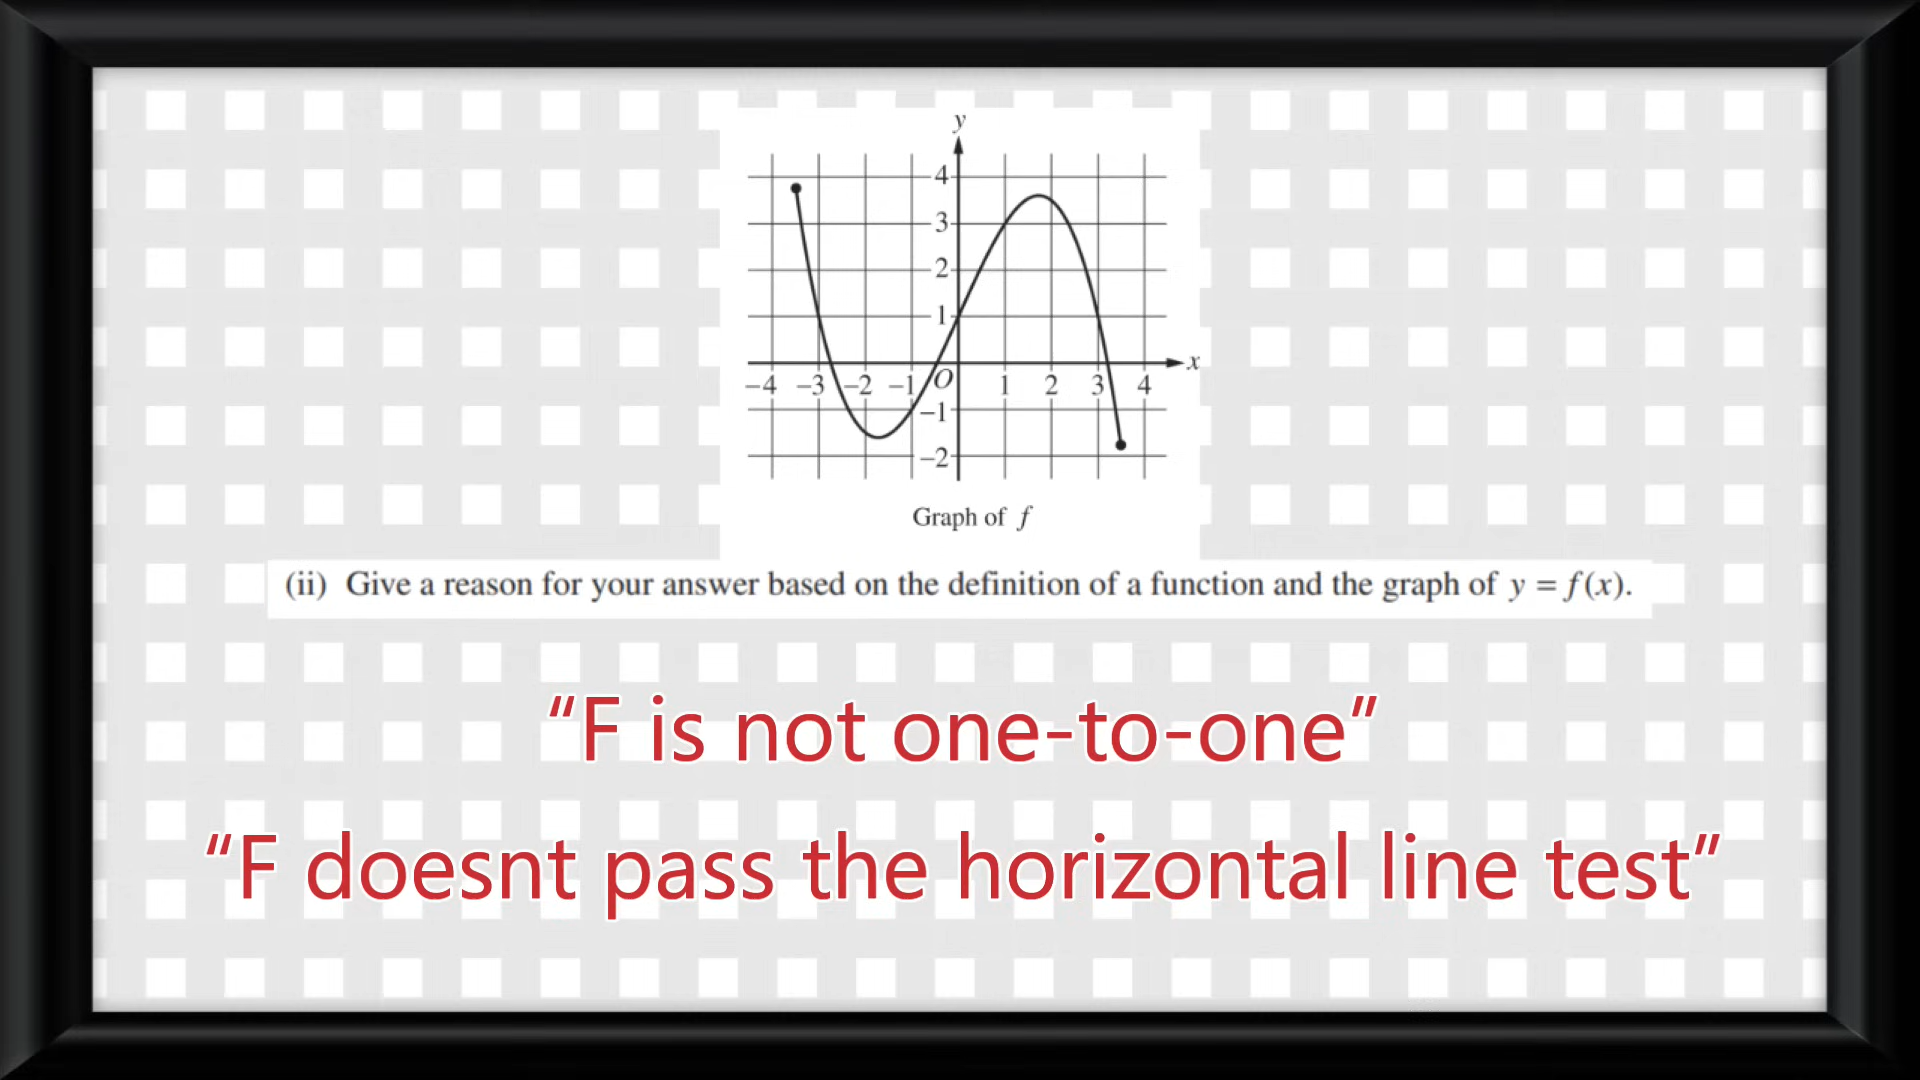 y
4
3
2
1
x
−4 −3 −2 −1 O 1 2 3 4
−1
−2
Graph of f
(ii) Give a reason for your answer based on the definition of a function and the graph of y = f(x).
“F is not one-to-one”
“F doesnt pass the horizontal line test”